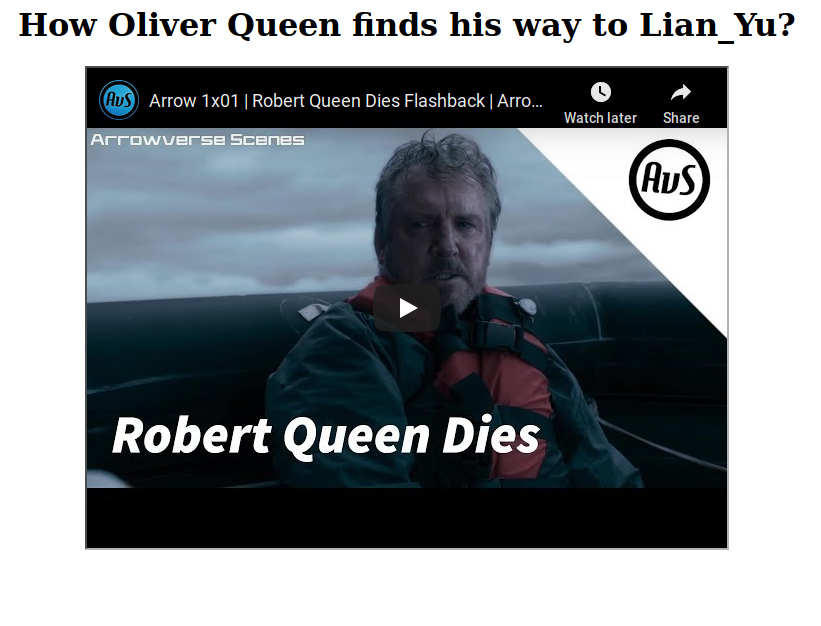 How Oliver Queen finds his way to Lian_Yu?
AvS
Arrow 1x01 | Robert Queen Dies Flashback | Arro...
Watch later
Share
Arrowverse Scenes
AvS
Robert Queen Dies